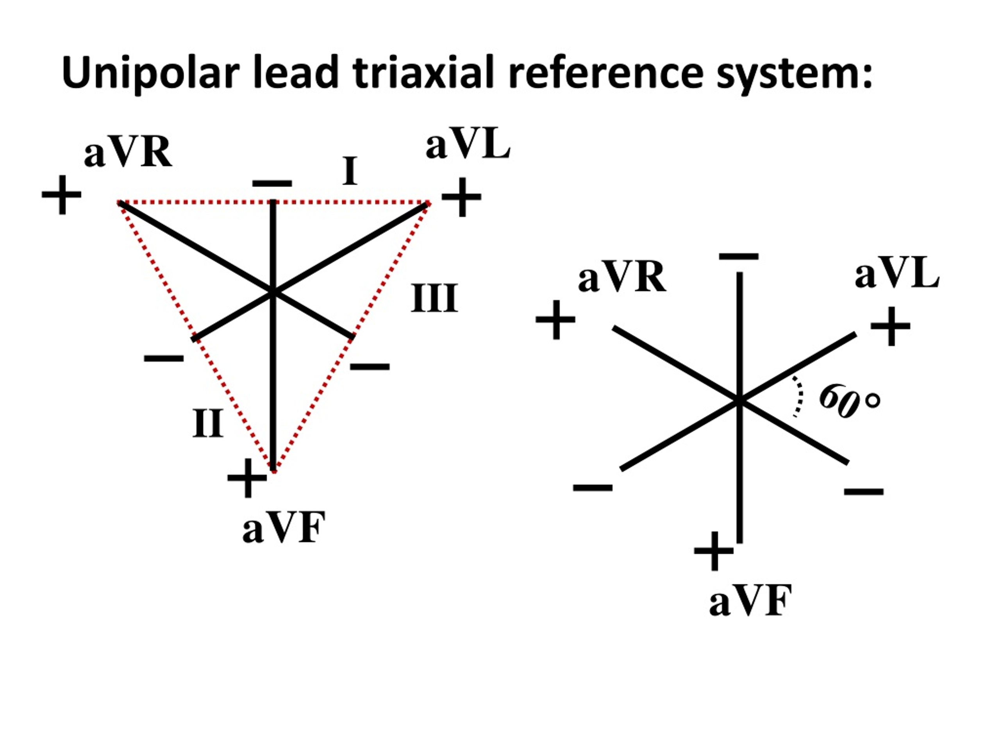 Unipolar lead triaxial reference system:
aVR
aVL
I
+
−
+
III
−
−
II
+
aVF
−
aVR
aVL
+
+
60°
−
−
+
aVF